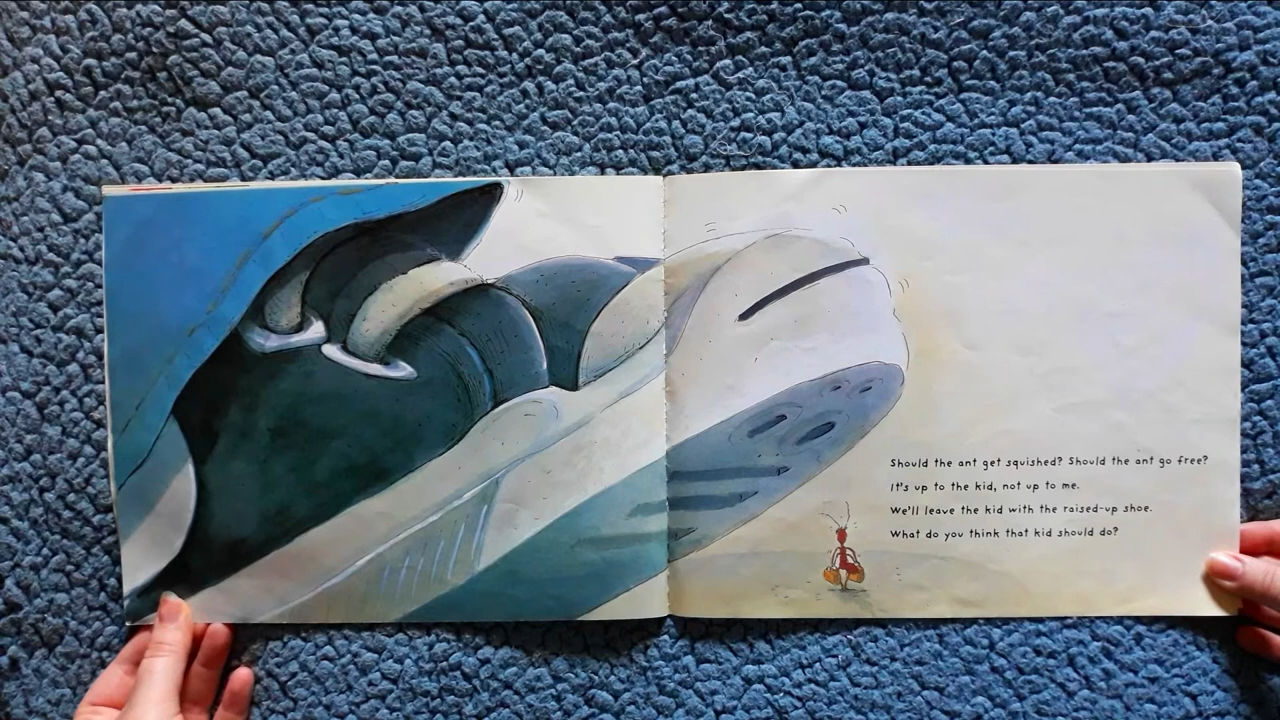 Should the ant get squished? Should the ant go free?
It's up to the kid, not up to me.
We'll leave the kid with the raised-up shoe.
What do you think that kid should do?